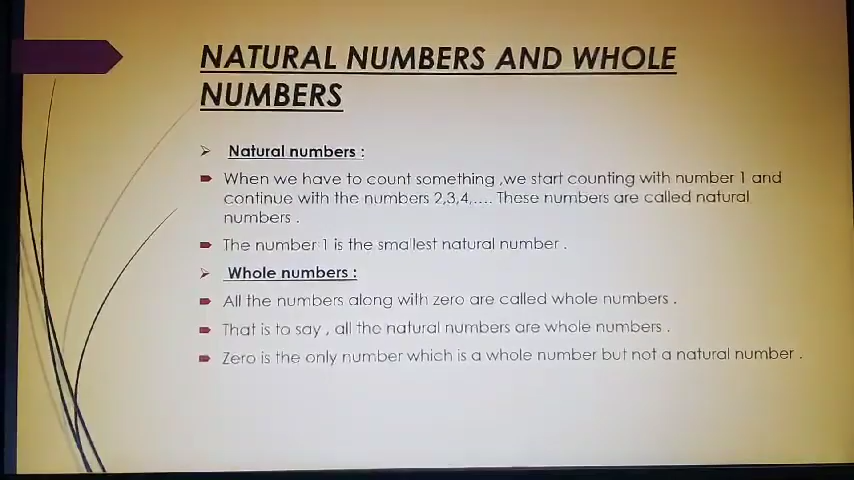 NATURAL NUMBERS AND WHOLE
NUMBERS
Natural numbers :
When we have to count something ,we start counting with number 1 and
continue with the numbers 2,3,4,.... These numbers are called natural
numbers .
The number 1 is the smallest natural number .
Whole numbers :
All the numbers along with zero are called whole numbers .
That is to say , all the natural numbers are whole numbers .
Zero is the only number which is a whole number but not a natural number .